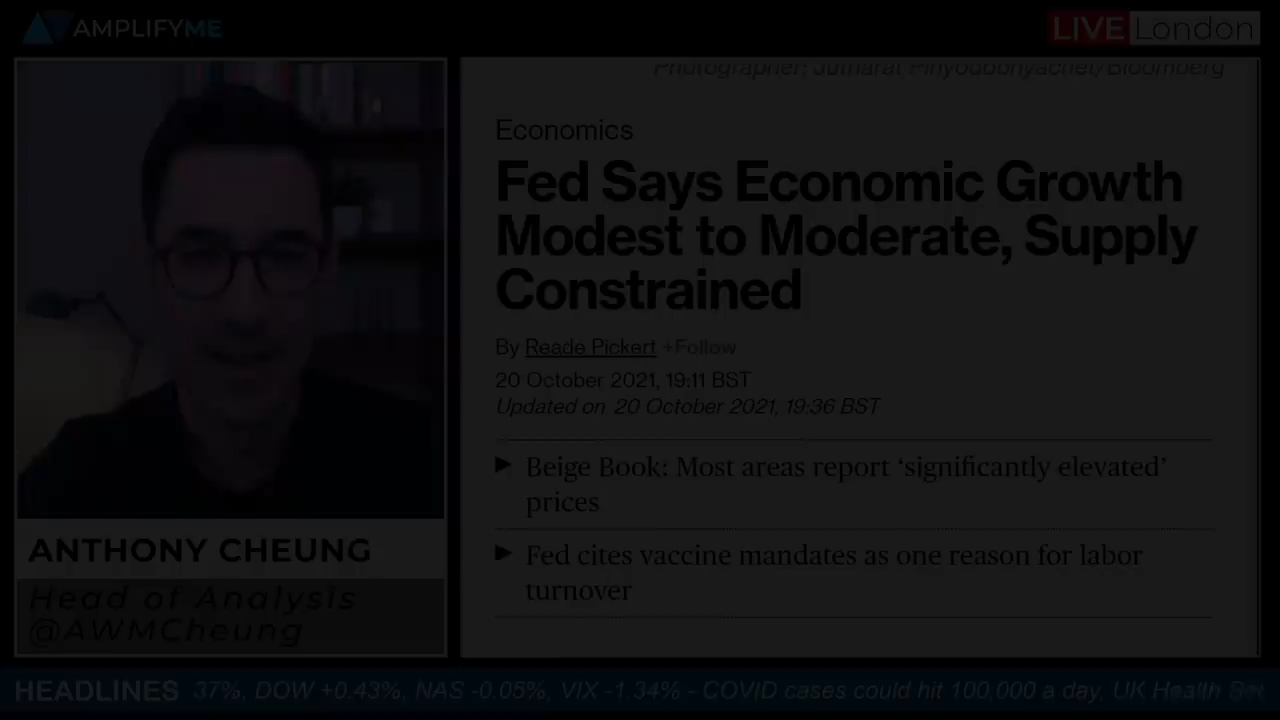 AMPLIFYME
LIVE London
Photographer; Jutharat Pinyodoonyachet/Bloomberg
Economics
Fed Says Economic Growth
Modest to Moderate, Supply
Constrained
By Reade Pickert +Follow
20 October 2021, 19:11 BST
Updated on 20 October 2021, 19:36 BST
Beige Book: Most areas report ‘significantly elevated’
prices
Fed cites vaccine mandates as one reason for labor
turnover
ANTHONY CHEUNG
Head of Analysis
@AWMCheung
HEADLINES 37%, DOW +0.43%, NAS -0.05%, VIX -1.34% - COVID cases could hit 100,000 a day, UK Health